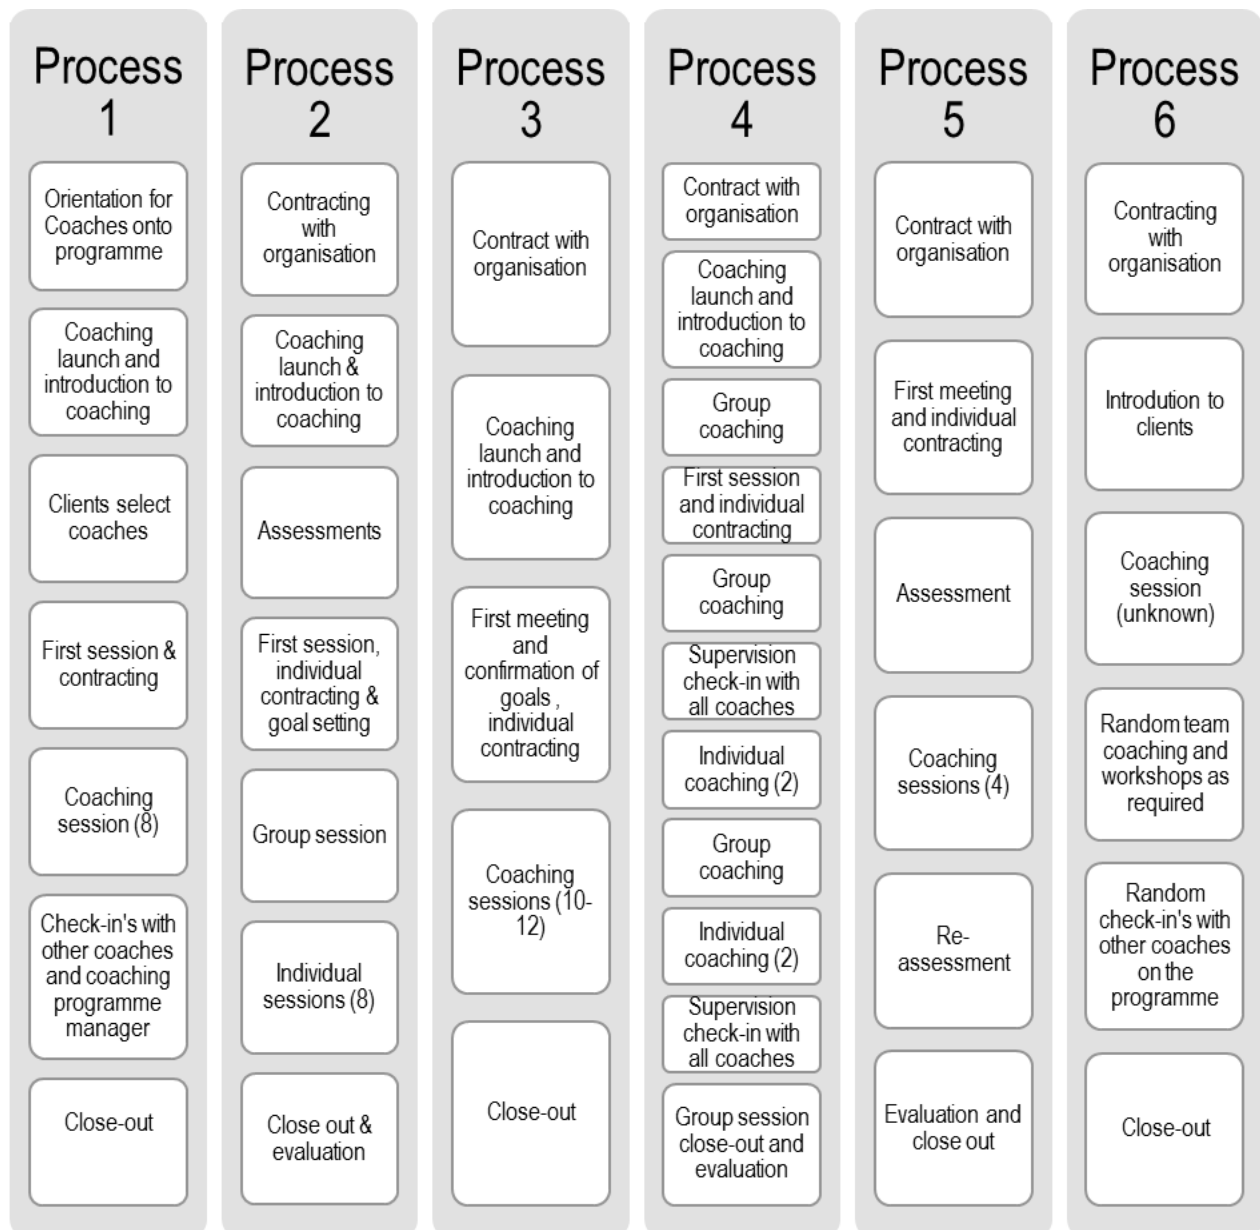 Process
1
Orientation for
Coaches onto
programme
Coaching
launch and
introduction to
coaching
Clients select
coaches
First session &
contracting
Coaching
session (8)
Check-in's with
other coaches
and coaching
programme
manager
Close-out
Process
2
Contracting
with
organisation
Coaching
launch &
introduction to
coaching
Assessments
First session,
individual
contracting &
goal setting
Group session
Individual
sessions (8)
Close out &
evaluation
Process
3
Contract with
organisation
Coaching
launch and
introduction to
coaching
First meeting
and
confirmation of
goals ,
individual
contracting
Coaching
sessions (10-
12)
Close-out
Process
4
Contract with
organisation
Coaching
launch and
introduction to
coaching
Group
coaching
First session
and individual
contracting
Group
coaching
Supervision
check-in with
all coaches
Individual
coaching (2)
Group
coaching
Individual
coaching (2)
Supervision
check-in with
all coaches
Group session
close-out and
evaluation
Process
5
Contract with
organisation
First meeting
and individual
contracting
Assessment
Coaching
sessions (4)
Re-
assessment
Evaluation and
close out
Process
6
Contracting
with
organisation
Introdution to
clients
Coaching
session
(unknown)
Random team
coaching and
workshops as
required
Random
check-in's with
other coaches
on the
programme
Close-out